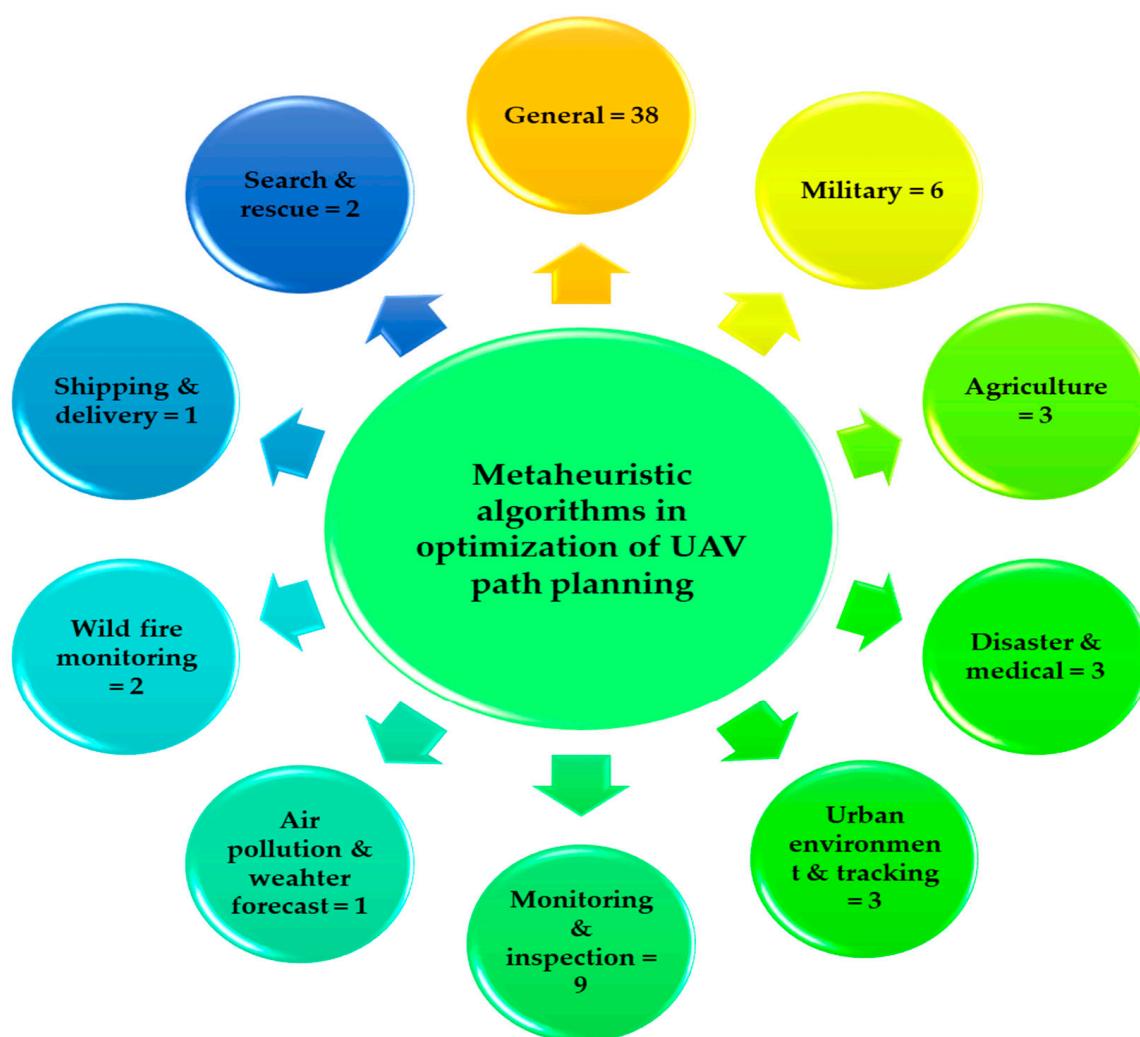 General = 38
Military = 6
Agriculture
= 3
Disaster &
medical = 3
Urban
environmen
t & tracking
= 3
Monitoring
&
inspection =
9
Air
pollution &
weahter
forecast = 1
Wild fire
monitoring
= 2
Shipping &
delivery = 1
Search &
rescue = 2
Metaheuristic
algorithms in
optimization of UAV
path planning